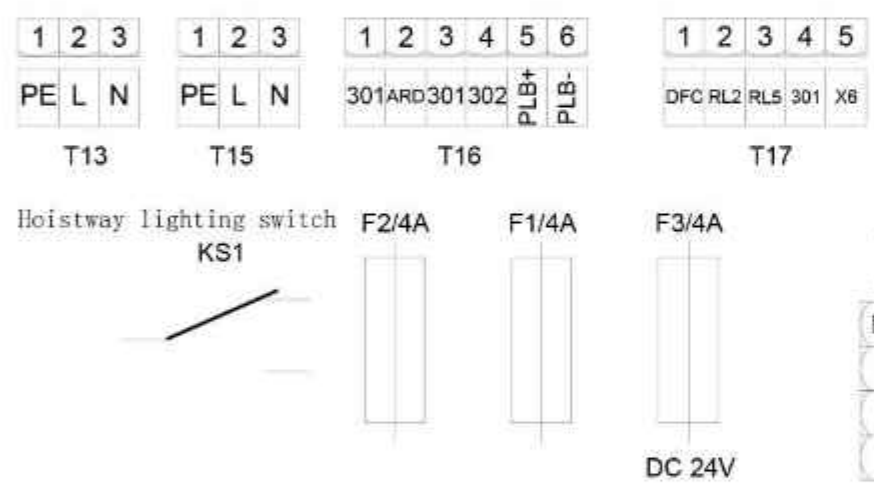 1 2 3 1 2 3 1 2 3 4 5 6 1 2 3 4 5
PE L N PE L N 301 ARD 301 302 PLB+ PLB- DFC RL2 RL5 301 X6
T13 T15 T16 T17
Hoistway lighting switch F2/4A F1/4A F3/4A
KS1
DC 24V